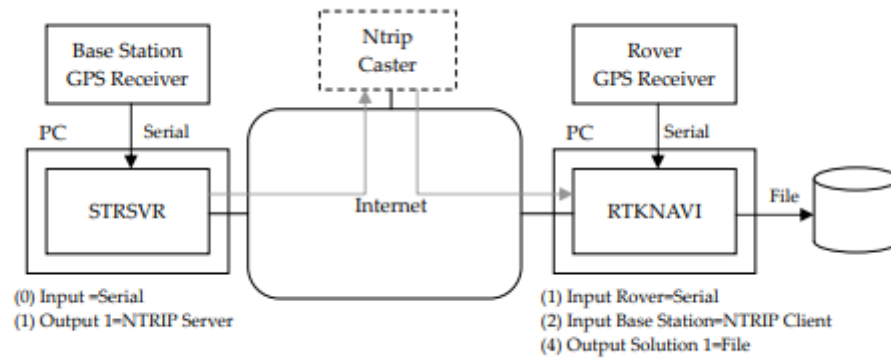 Base Station
GPS Receiver
Ntrip
Caster
Rover
GPS Receiver
PC
Serial
PC
Serial
STRSVR
Internet
RTKNAVI
File
(0) Input =Serial
(1) Output 1=NTRIP Server
(1) Input Rover=Serial
(2) Input Base Station=NTRIP Client
(4) Output Solution 1=File